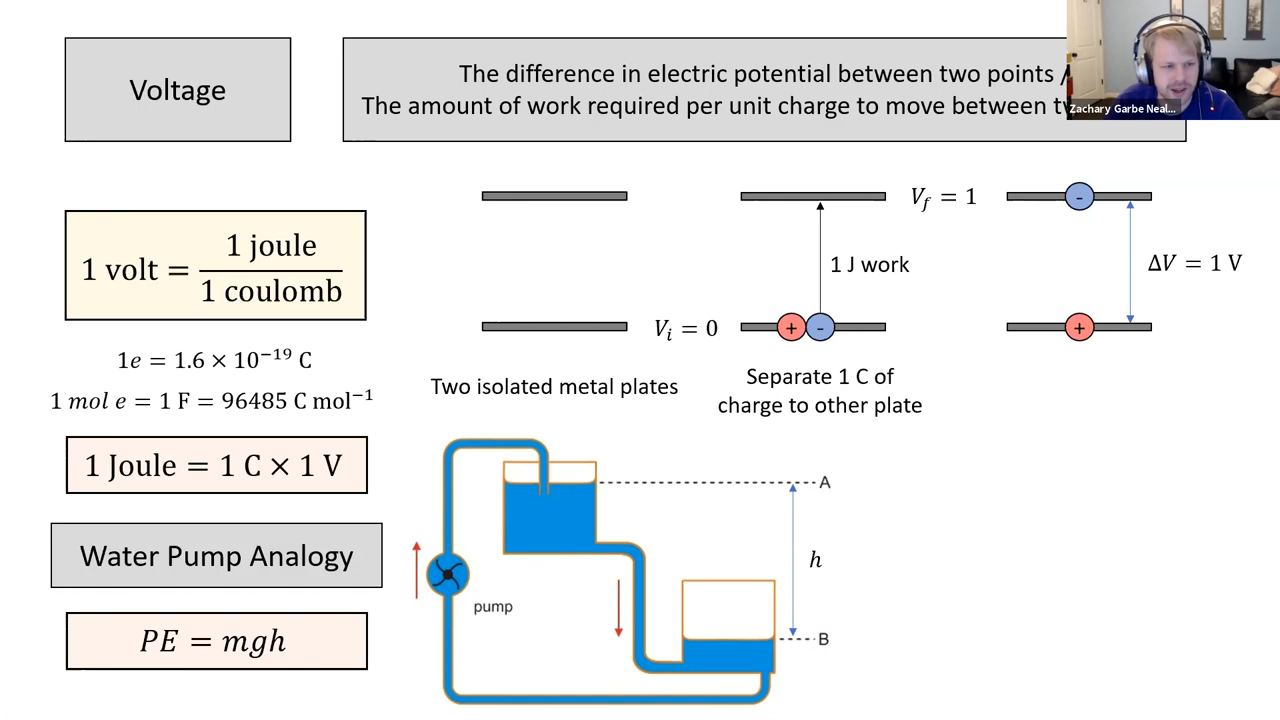 Voltage
The difference in electric potential between two points /
The amount of work required per unit charge to move between
Zachary Garbe Neal...
1 volt = 1 joule / 1 coulomb
1e = 1.6 × 10⁻¹⁹ C
1 mol e = 1 F = 96485 C mol⁻¹
1 Joule = 1 C × 1 V
Water Pump Analogy
PE = mgh
Two isolated metal plates
V_i = 0
V_f = 1
1 J work
+
-
Separate 1 C of
charge to other plate
-
ΔV = 1 V
+
A
h
B
pump